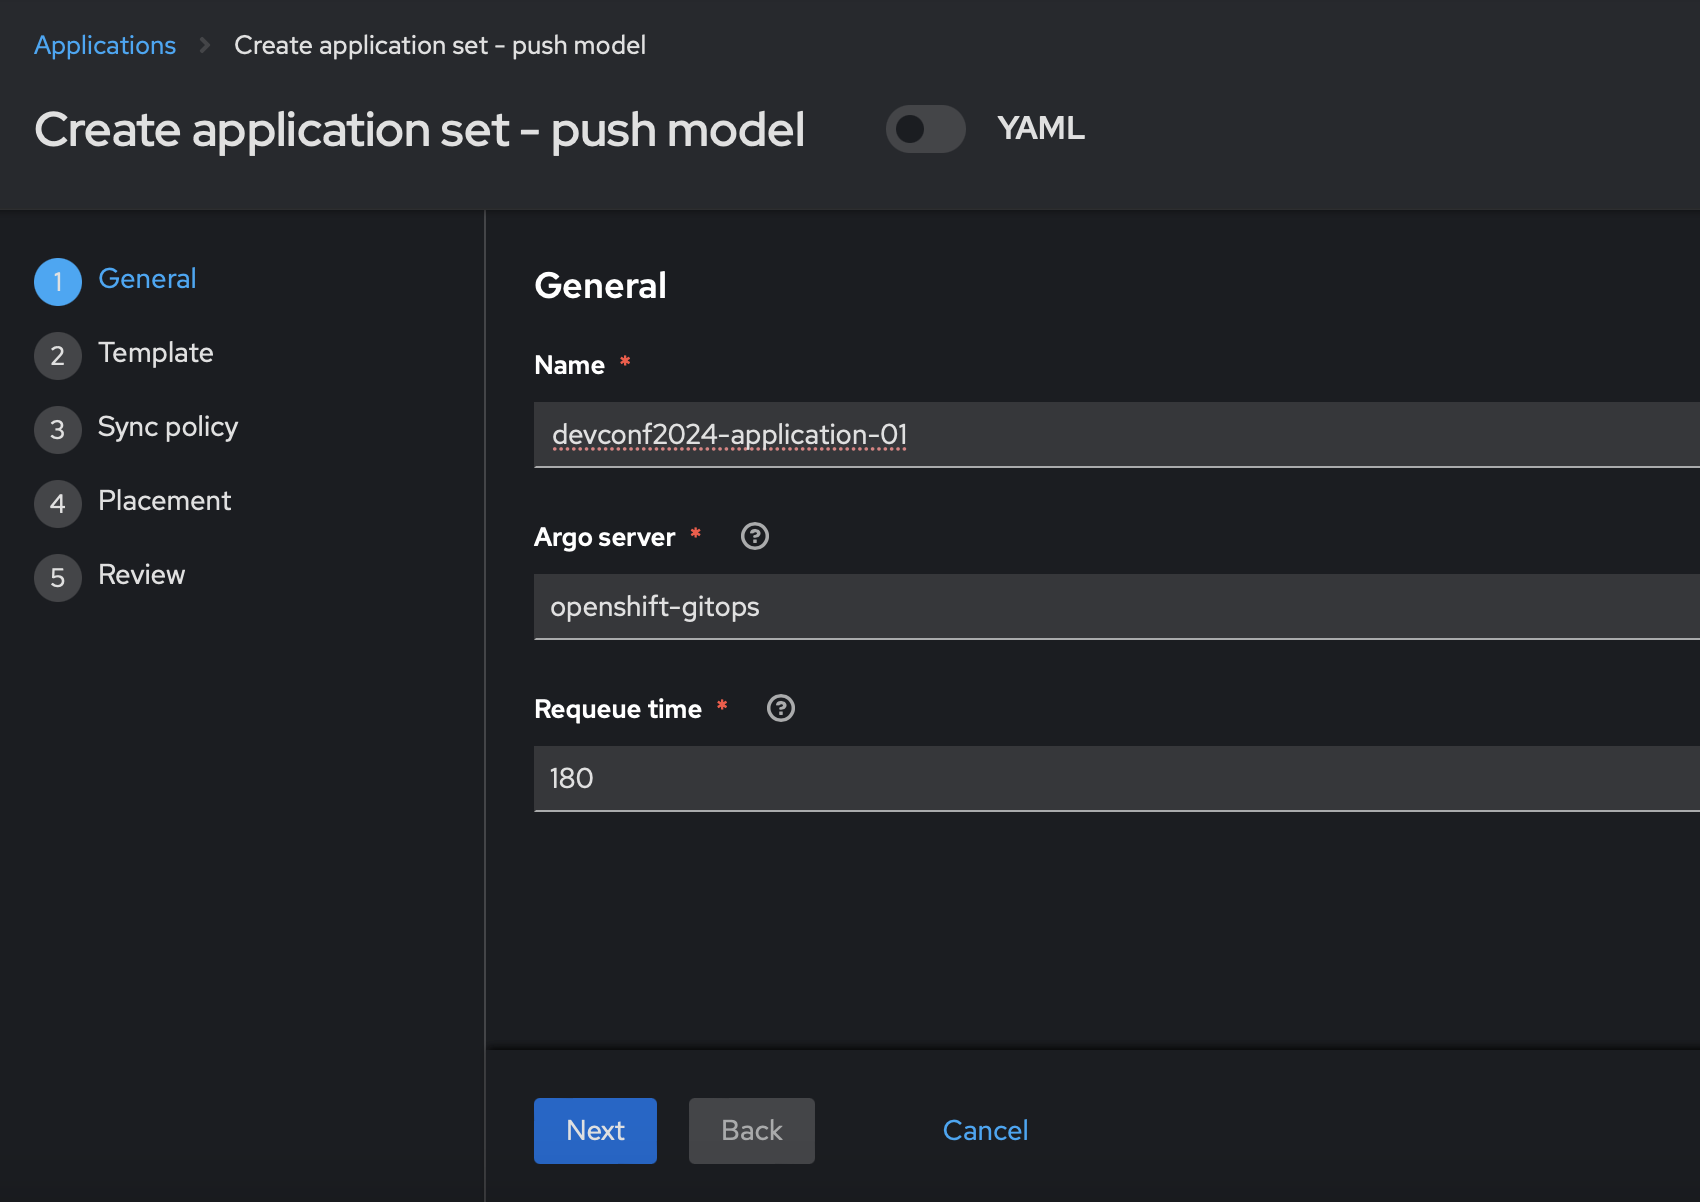 Applications > Create application set - push model
Create application set - push model YAML
1 General
2 Template
3 Sync policy
4 Placement
5 Review
General
Name *
devconf2024-application-01
Argo server * ?
openshift-gitops
Requeue time * ?
180
Next Back Cancel